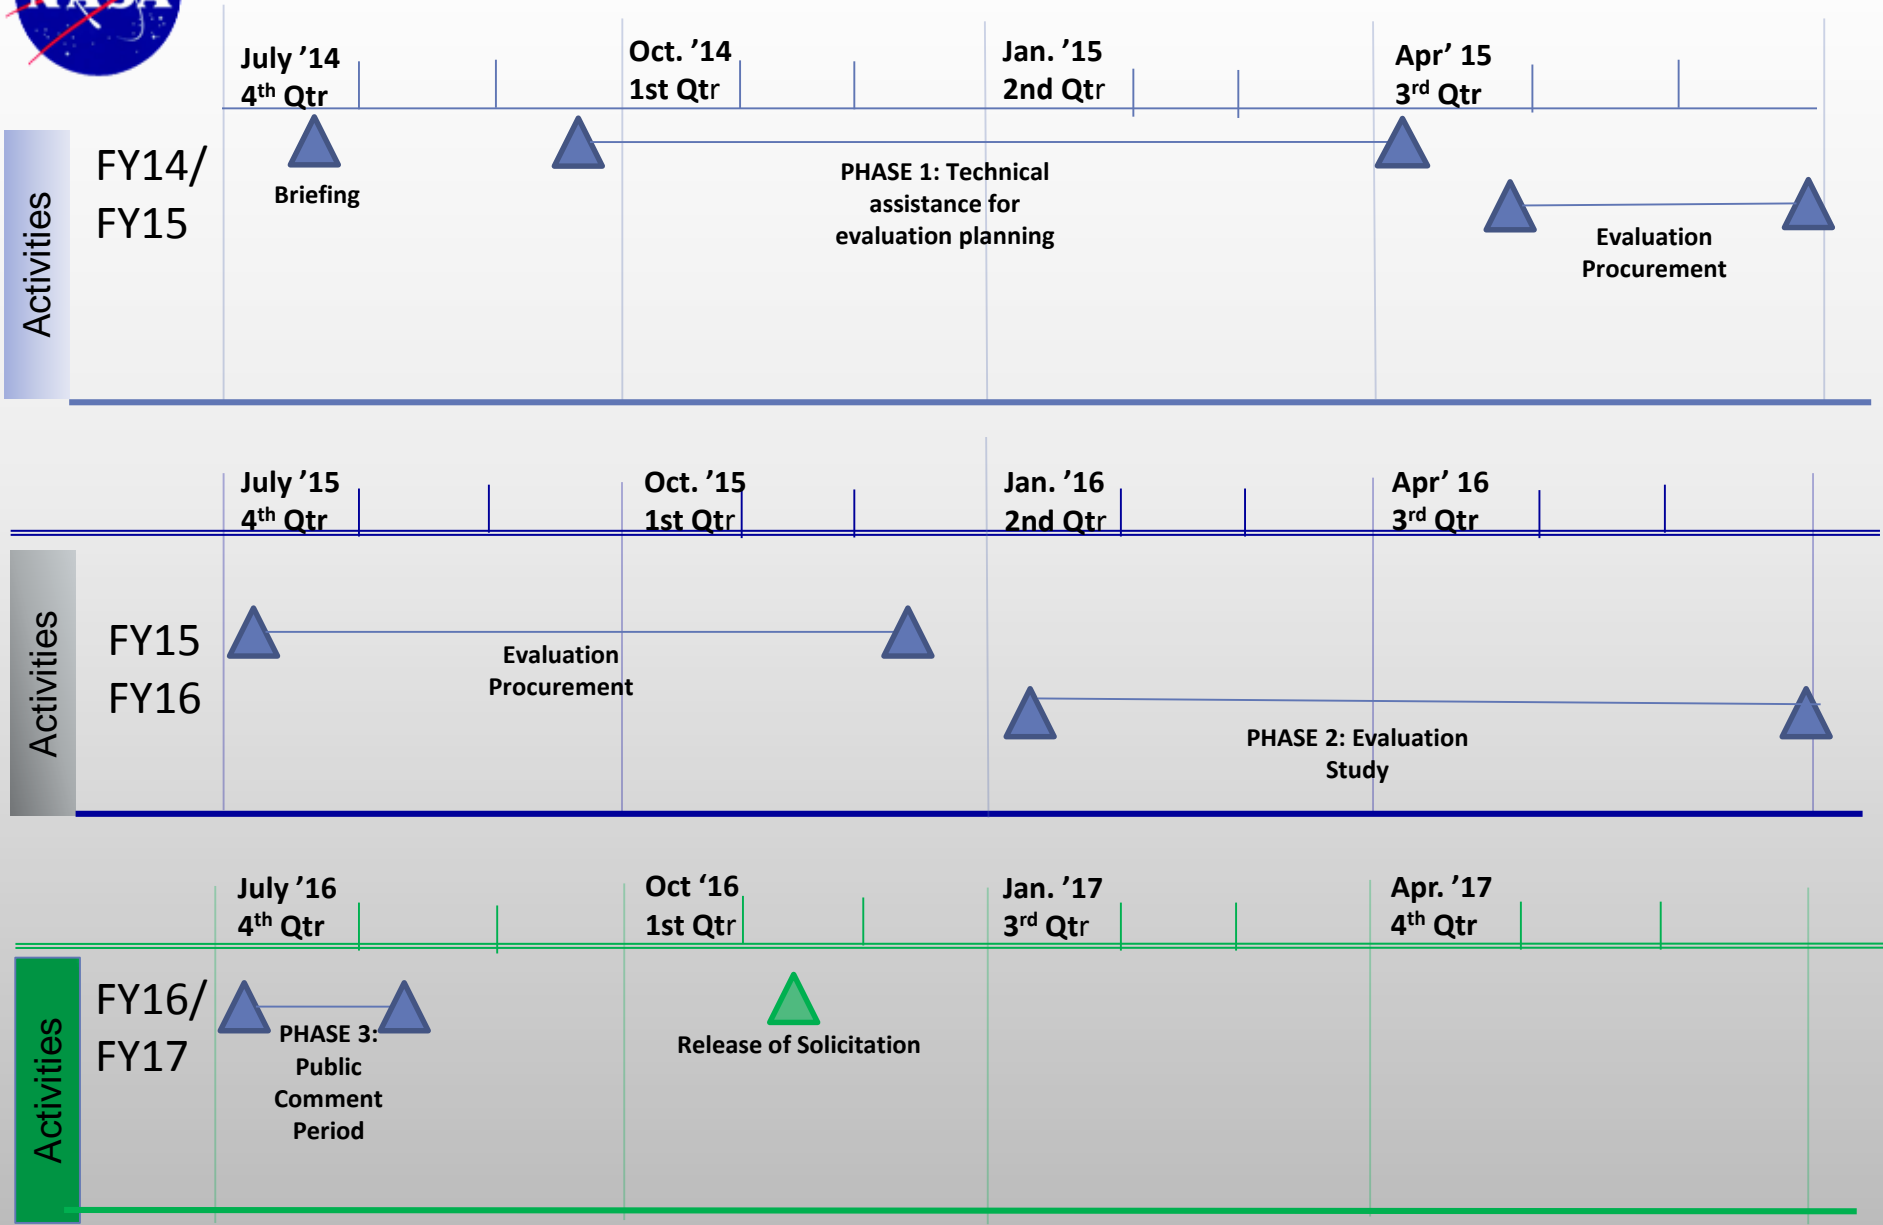 NASA
July ’14
4th Qtr
Oct. ’14
1st Qtr
Jan. ’15
2nd Qtr
Apr’ 15
3rd Qtr
Activities
FY14/
FY15
Briefing
PHASE 1: Technical
assistance for
evaluation planning
Evaluation
Procurement
July ’15
4th Qtr
Oct. ’15
1st Qtr
Jan. ’16
2nd Qtr
Apr’ 16
3rd Qtr
Activities
FY15
FY16
Evaluation
Procurement
PHASE 2: Evaluation
Study
July ’16
4th Qtr
Oct ‘16
1st Qtr
Jan. ’17
3rd Qtr
Apr. ’17
4th Qtr
Activities
FY16/
FY17
PHASE 3:
Public
Comment
Period
Release of Solicitation